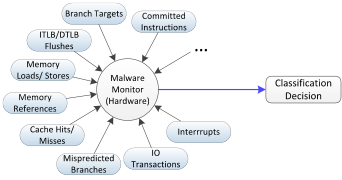 Branch Targets
Committed
Instructions
ITLB/DTLB
Flushes
...
Memory
Loads/ Stores
Malware
Monitor
(Hardware)
Classification
Decision
Memory
References
Cache Hits/
Misses
Interrrupts
Mispredicted
Branches
IO
Transactions